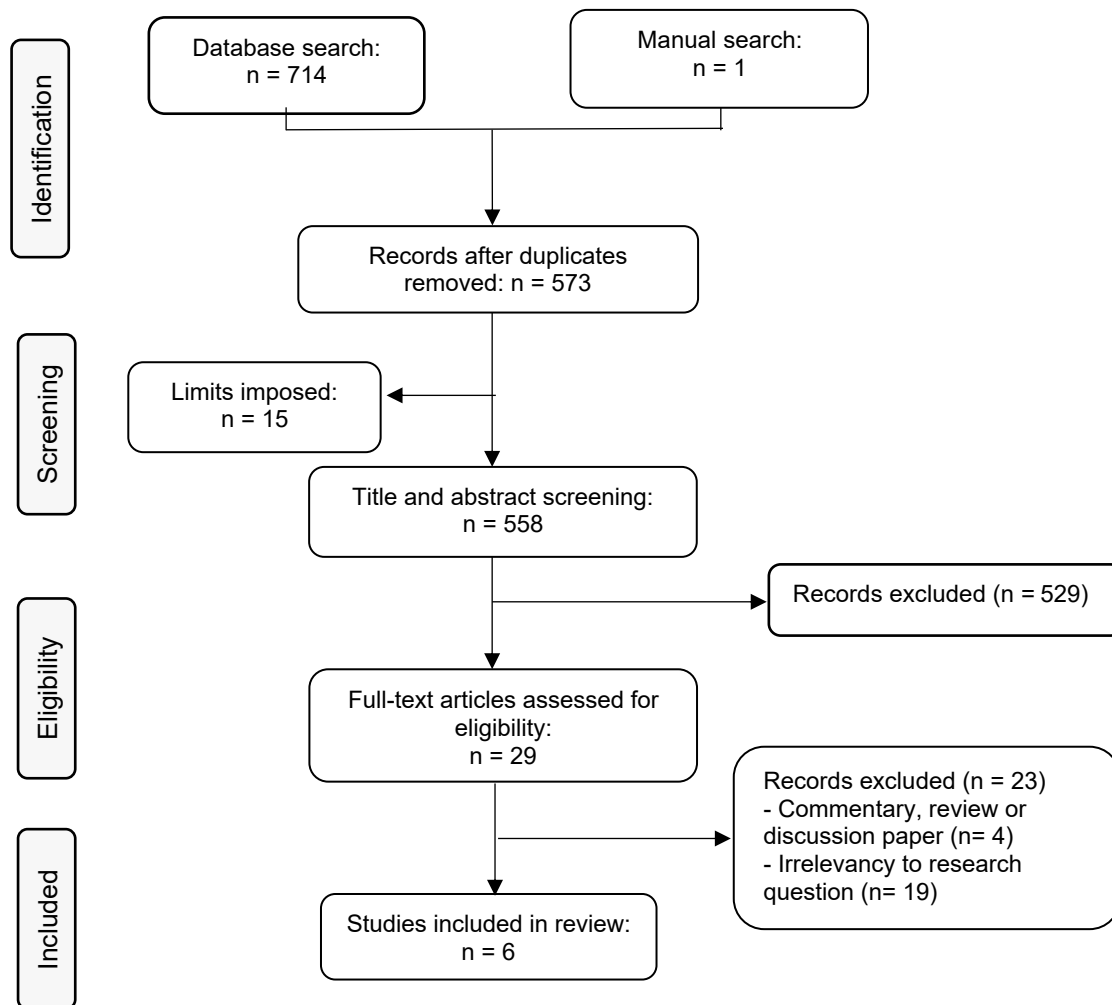 Identification
Database search:
n = 714
Manual search:
n = 1
Records after duplicates
removed: n = 573
Screening
Limits imposed:
n = 15
Title and abstract screening:
n = 558
Records excluded (n = 529)
Eligibility
Full-text articles assessed for
eligibility:
n = 29
Records excluded (n = 23)
- Commentary, review or
discussion paper (n= 4)
- Irrelevancy to research
question (n= 19)
Included
Studies included in review:
n = 6